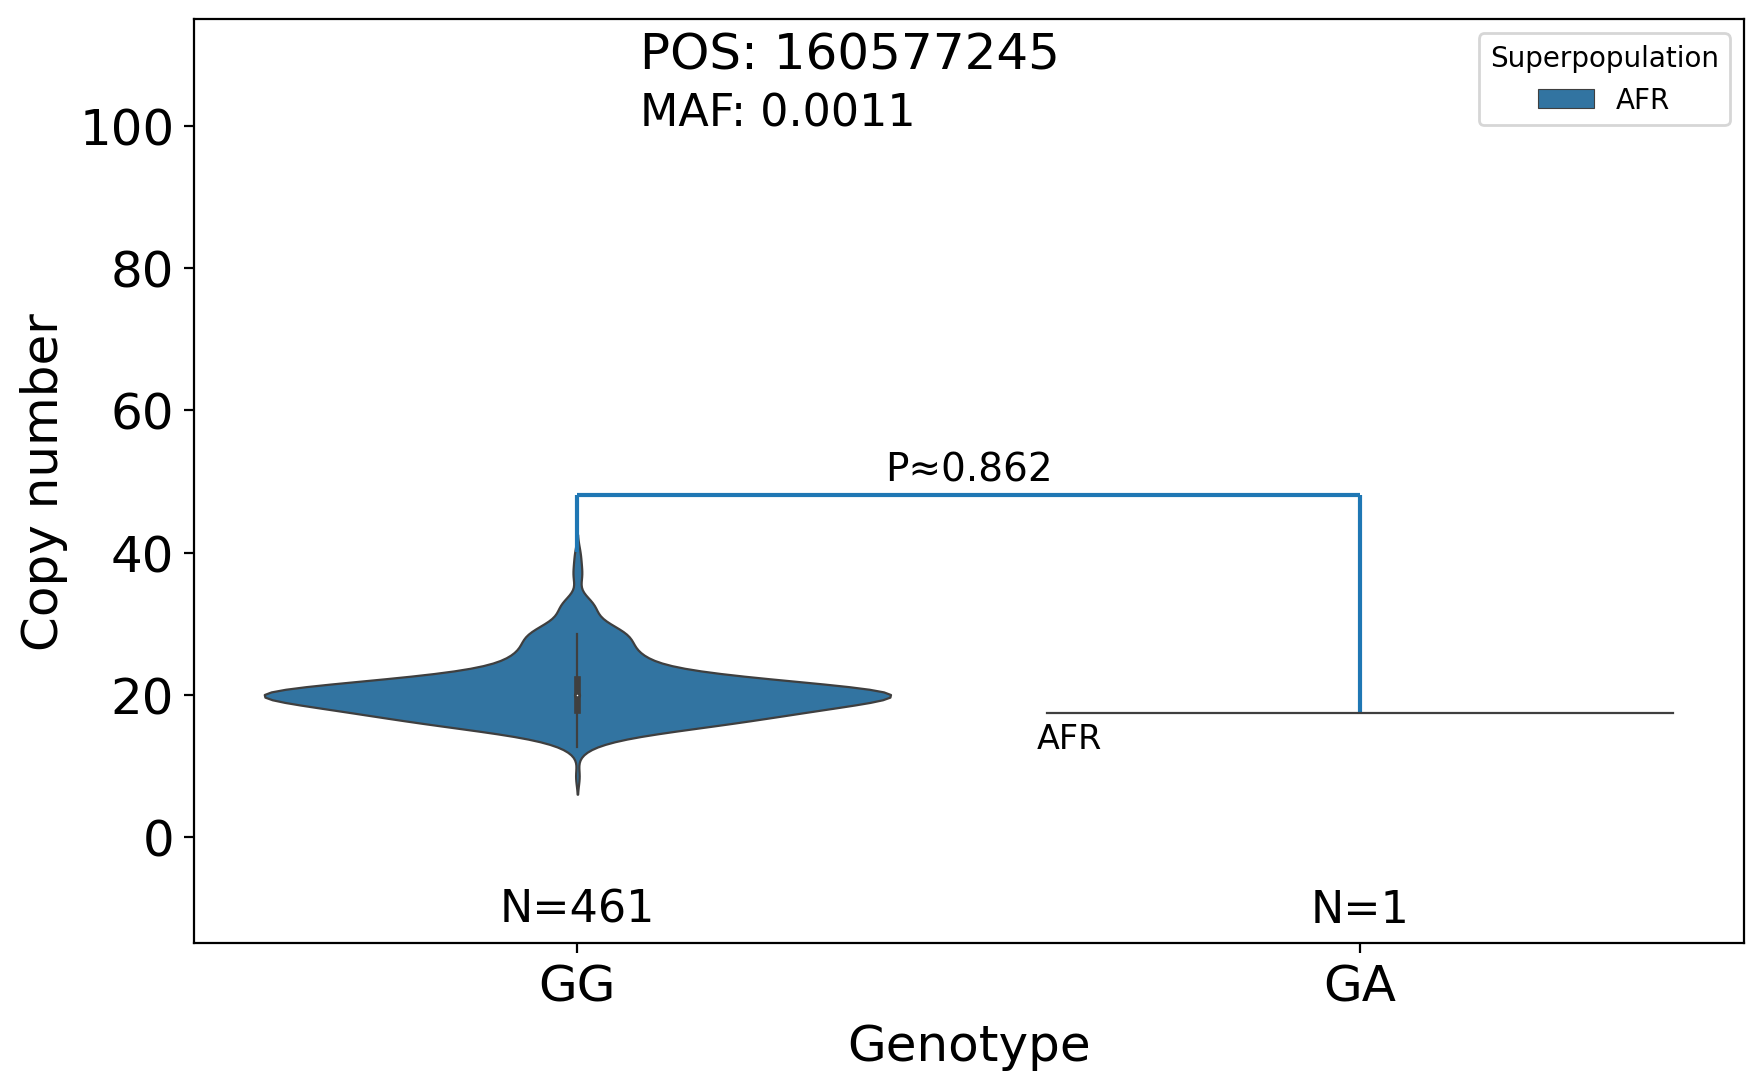 POS: 160577245
MAF: 0.0011
Superpopulation
AFR
Copy number
100
80
60
40
20
0
P≈0.862
AFR
N=461
N=1
GG
GA
Genotype